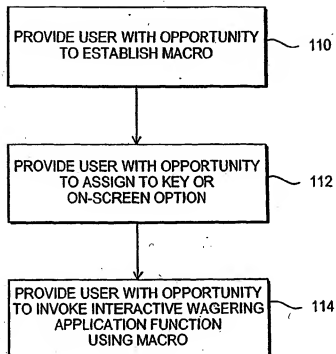 PROVIDE USER WITH OPPORTUNITY
TO ESTABLISH MACRO
110
PROVIDE USER WITH OPPORTUNITY
TO ASSIGN TO KEY OR
ON-SCREEN OPTION
112
PROVIDE USER WITH OPPORTUNITY
TO INVOKE INTERACTIVE WAGERING
APPLICATION FUNCTION
USING MACRO
114